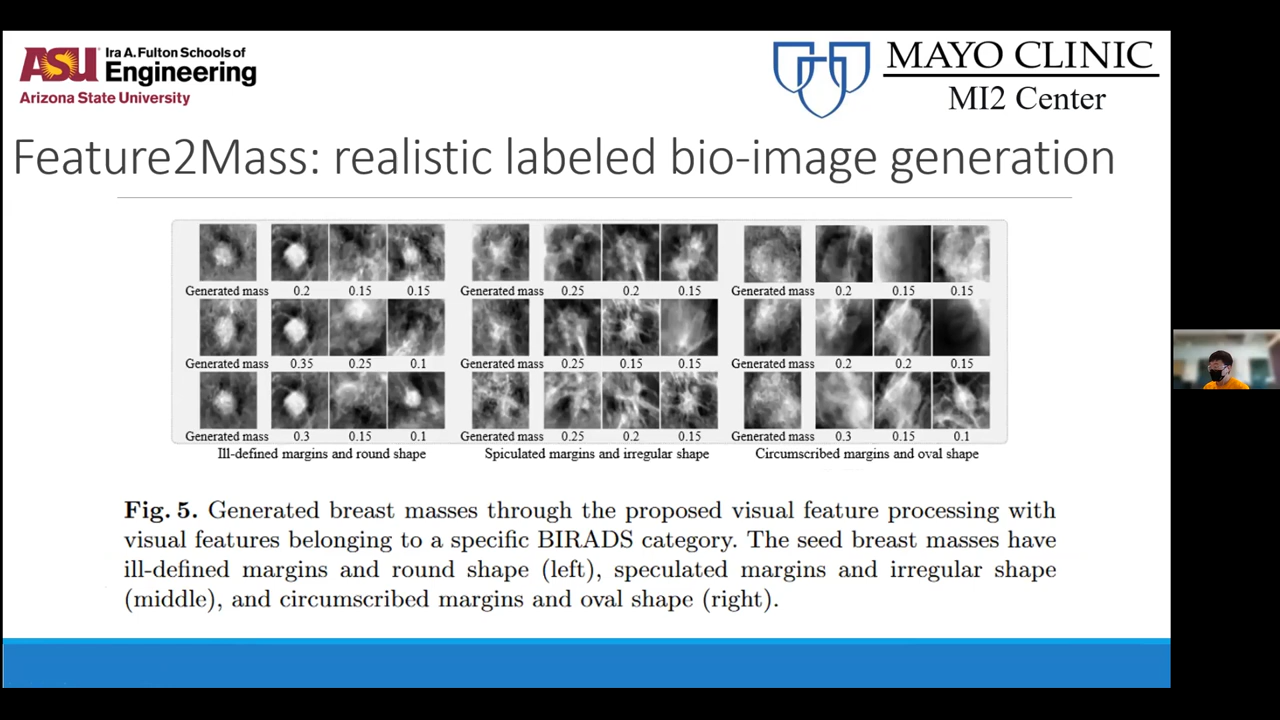 ASU Ira A. Fulton Schools of
Engineering
Arizona State University
MAYO CLINIC
MI2 Center
Feature2Mass: realistic labeled bio-image generation
Generated mass 0.2 0.15 0.15 Generated mass 0.25 0.2 0.15 Generated mass 0.2 0.15 0.15
Generated mass 0.35 0.25 0.1 Generated mass 0.25 0.15 0.15 Generated mass 0.2 0.2 0.15
Generated mass 0.3 0.15 0.1 Generated mass 0.25 0.2 0.15 Generated mass 0.3 0.15 0.1
Ill-defined margins and round shape Spiculated margins and irregular shape Circumscribed margins and oval shape
Fig. 5. Generated breast masses through the proposed visual feature processing with
visual features belonging to a specific BIRADS category. The seed breast masses have
ill-defined margins and round shape (left), speculated margins and irregular shape
(middle), and circumscribed margins and oval shape (right).